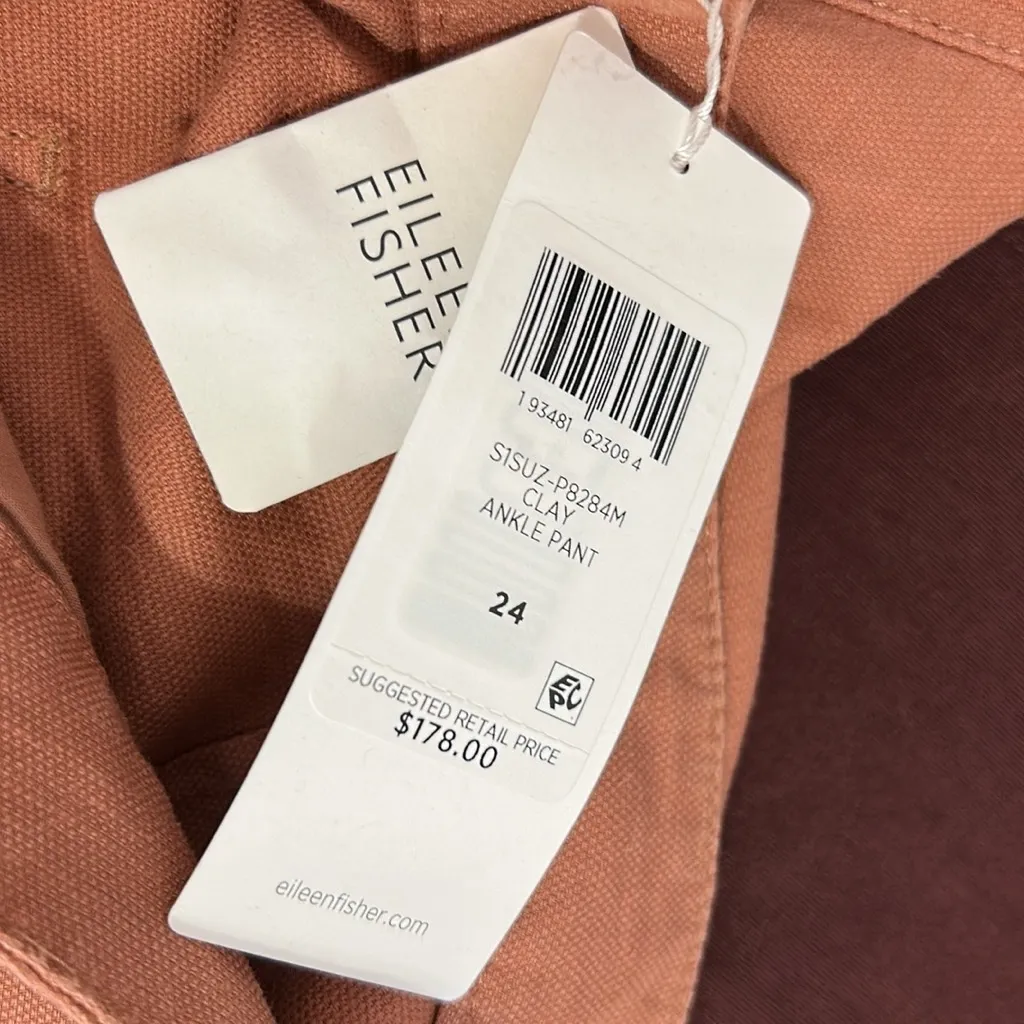 EILEE
FISHER
1 93481 62309 4
S1SUZ-P8284M
CLAY
ANKLE PANT
24
EPC
SUGGESTED RETAIL PRICE
$178.00
eileenfisher.com